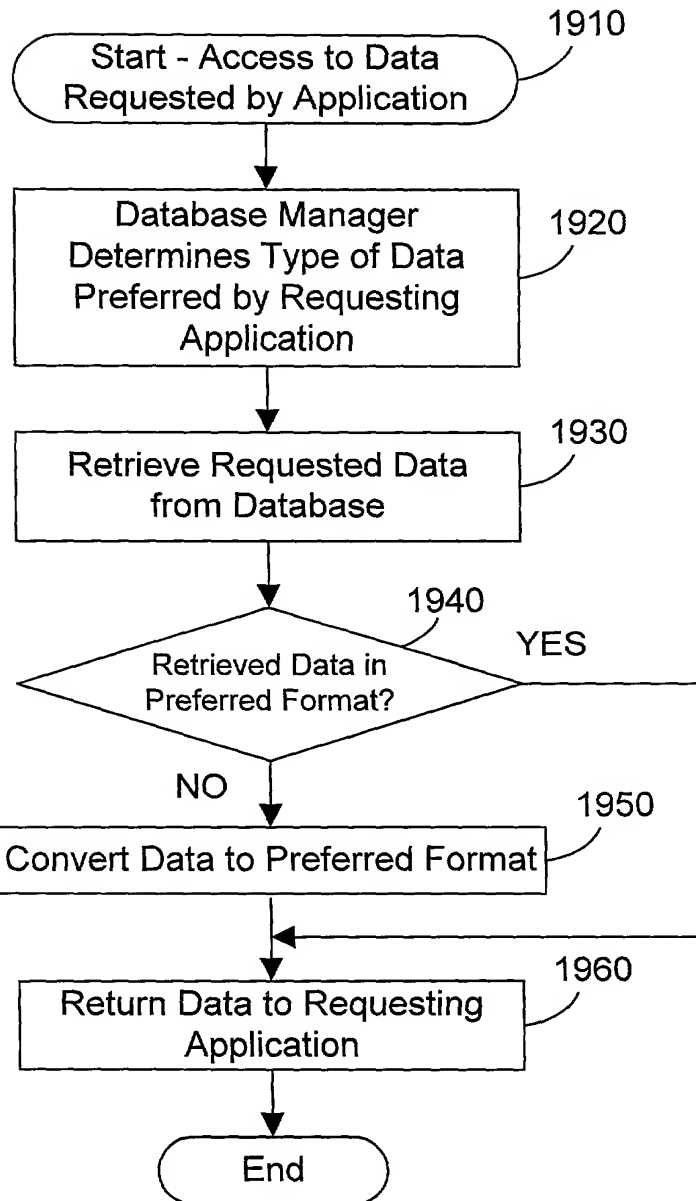 1910
Start - Access to Data
Requested by Application
1920
Database Manager
Determines Type of Data
Preferred by Requesting
Application
1930
Retrieve Requested Data
from Database
1940
YES
Retrieved Data in
Preferred Format?
NO
1950
Convert Data to Preferred Format
1960
Return Data to Requesting
Application
End